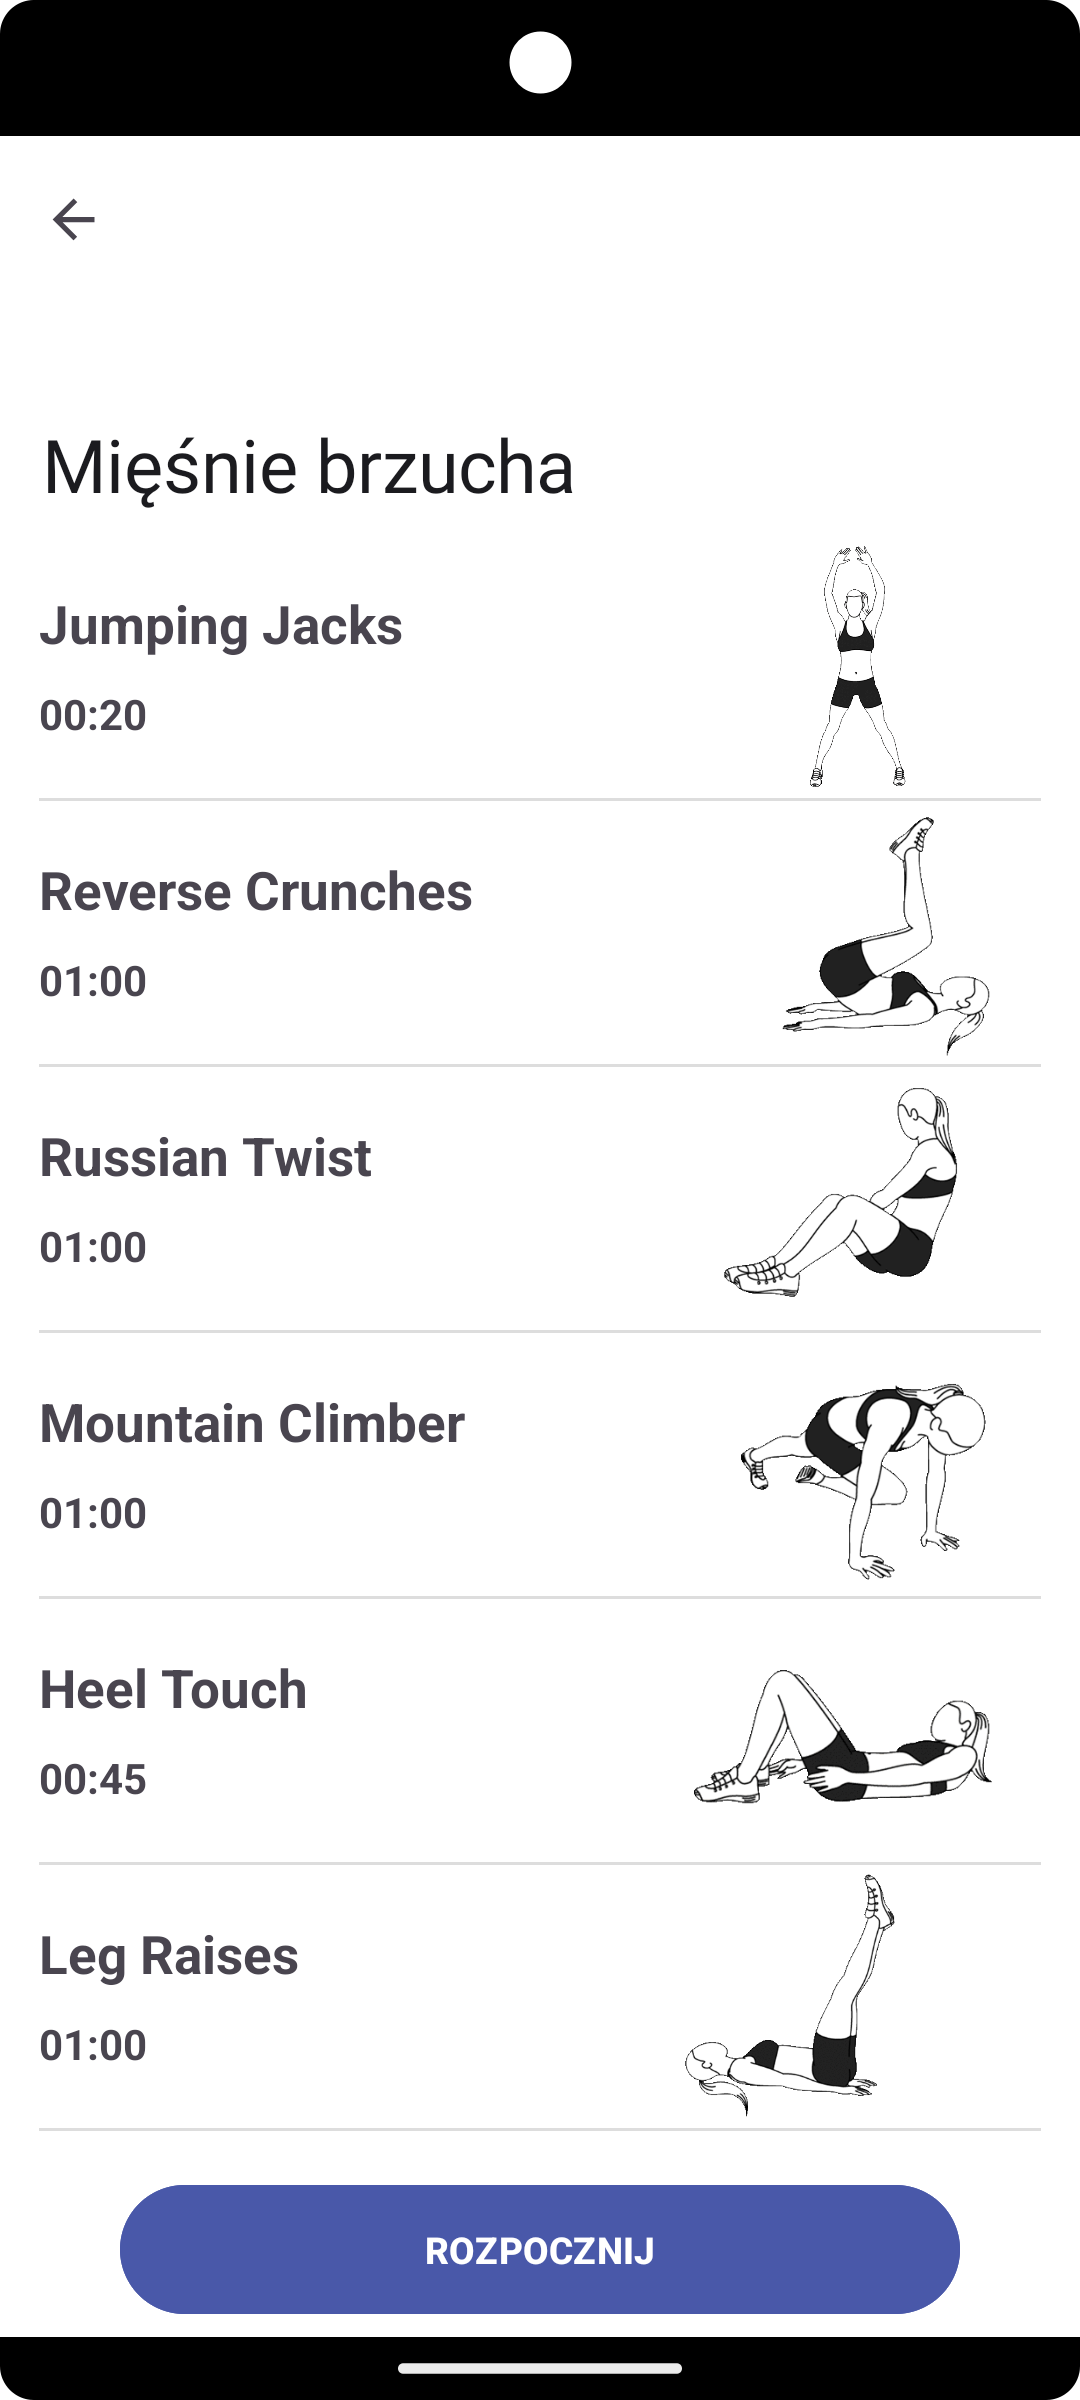 Mięśnie brzucha
Jumping Jacks
00:20
Reverse Crunches
01:00
Russian Twist
01:00
Mountain Climber
01:00
Heel Touch
00:45
Leg Raises
01:00
ROZPOCZNIJ